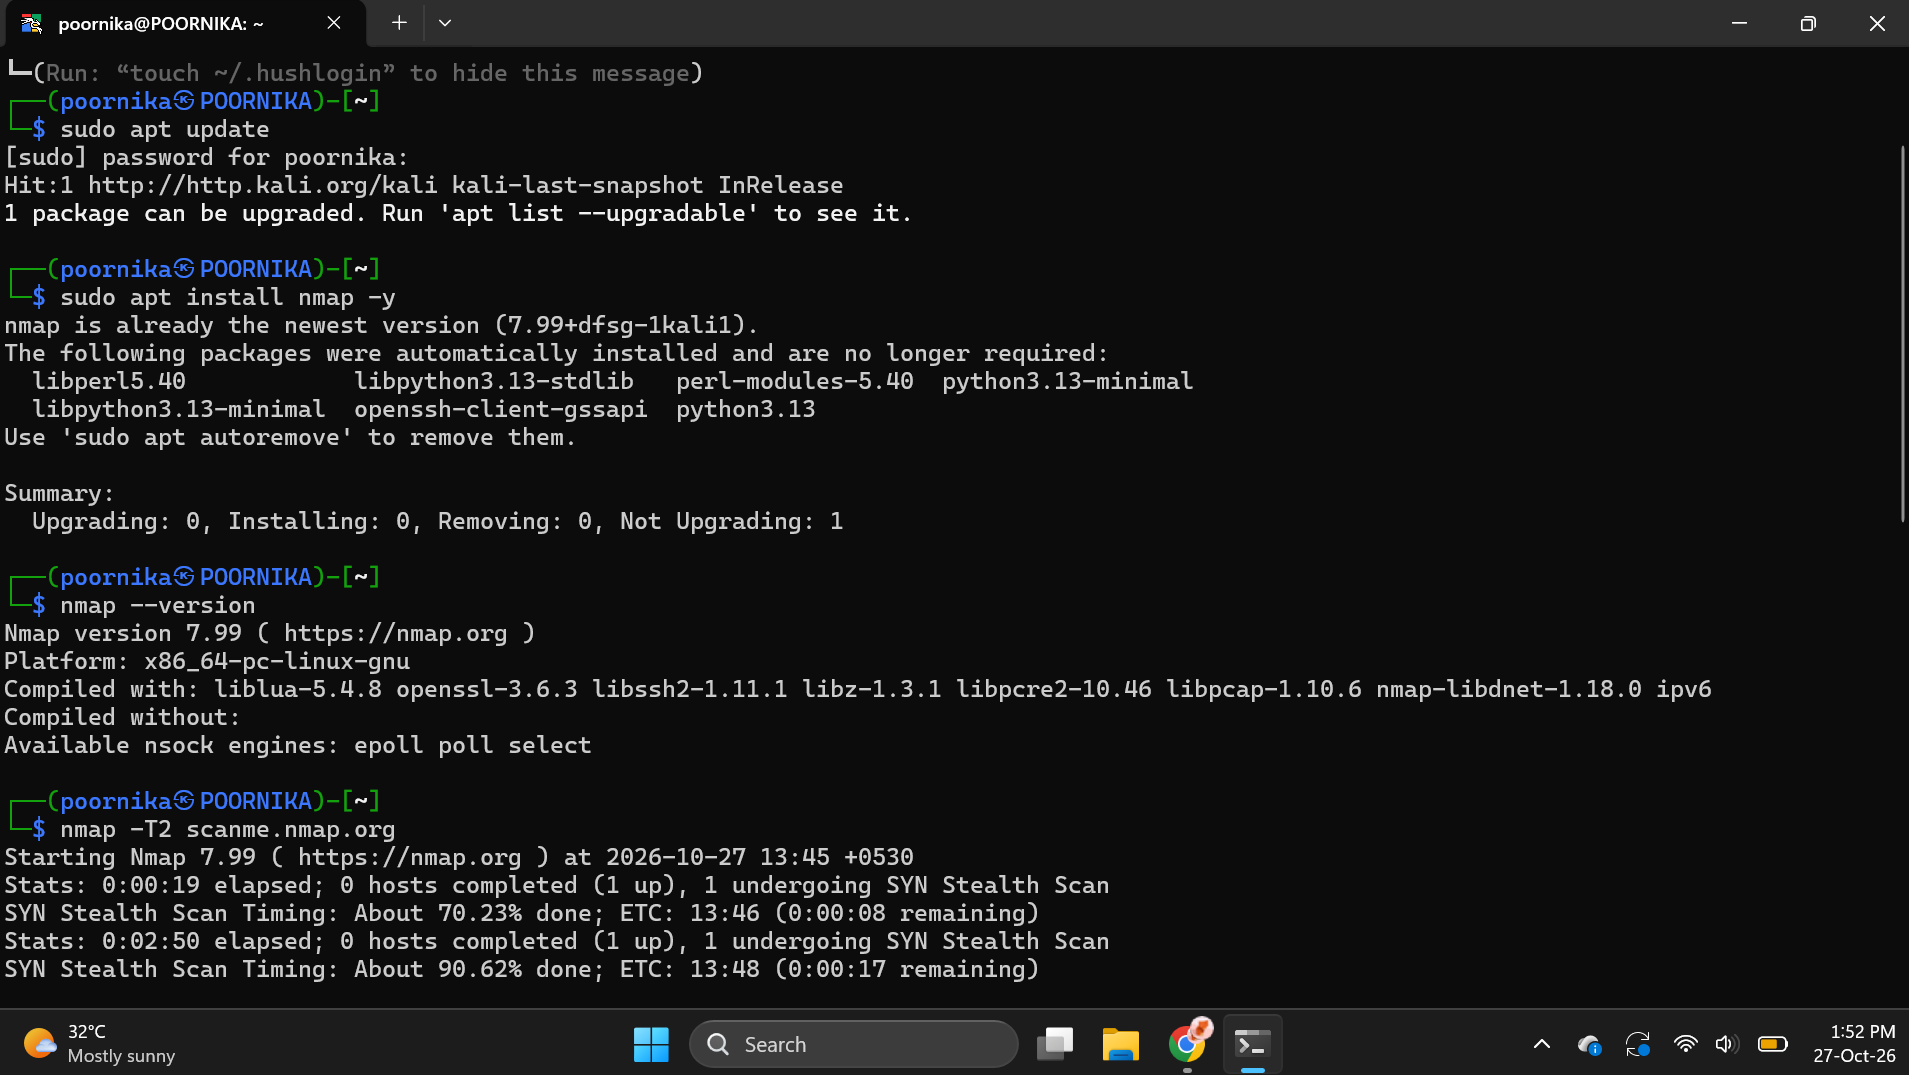 poornika@POORNIKA: ~
(Run: “touch ~/.hushlogin” to hide this message)
(poornika㉿POORNIKA)-[~]
$ sudo apt update
[sudo] password for poornika:
Hit:1 http://http.kali.org/kali kali-last-snapshot InRelease
1 package can be upgraded. Run 'apt list --upgradable' to see it.
(poornika㉿POORNIKA)-[~]
$ sudo apt install nmap -y
nmap is already the newest version (7.99+dfsg-1kali1).
The following packages were automatically installed and are no longer required:
libperl5.40 libpython3.13-stdlib perl-modules-5.40 python3.13-minimal
libpython3.13-minimal openssh-client-gssapi python3.13
Use 'sudo apt autoremove' to remove them.
Summary:
Upgrading: 0, Installing: 0, Removing: 0, Not Upgrading: 1
(poornika㉿POORNIKA)-[~]
$ nmap --version
Nmap version 7.99 ( https://nmap.org )
Platform: x86_64-pc-linux-gnu
Compiled with: liblua-5.4.8 openssl-3.6.3 libssh2-1.11.1 libz-1.3.1 libpcre2-10.46 libpcap-1.10.6 nmap-libdnet-1.18.0 ipv6
Compiled without:
Available nsock engines: epoll poll select
(poornika㉿POORNIKA)-[~]
$ nmap -T2 scanme.nmap.org
Starting Nmap 7.99 ( https://nmap.org ) at 2026-10-27 13:45 +0530
Stats: 0:00:19 elapsed; 0 hosts completed (1 up), 1 undergoing SYN Stealth Scan
SYN Stealth Scan Timing: About 70.23% done; ETC: 13:46 (0:00:08 remaining)
Stats: 0:02:50 elapsed; 0 hosts completed (1 up), 1 undergoing SYN Stealth Scan
SYN Stealth Scan Timing: About 90.62% done; ETC: 13:48 (0:00:17 remaining)
32°C
Mostly sunny
Search
1:52 PM
27-Oct-26